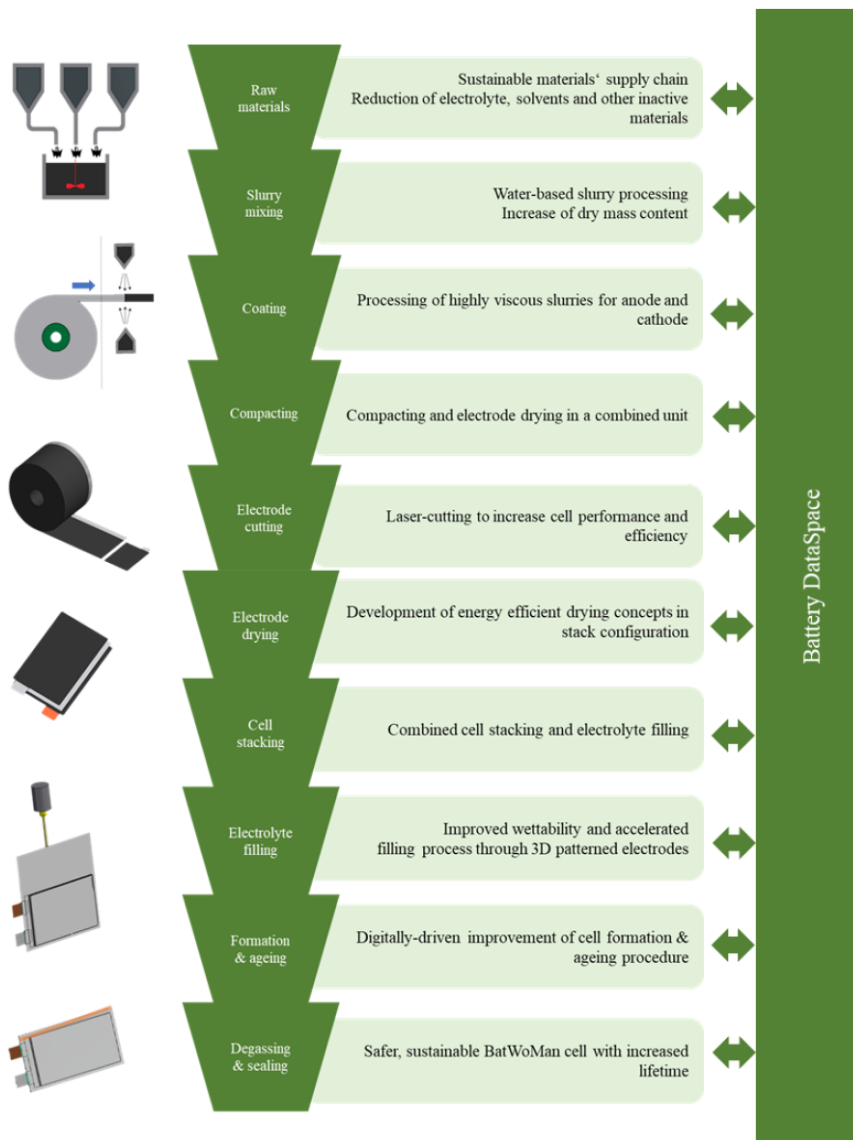 Raw
materials
Sustainable materials‘ supply chain
Reduction of electrolyte, solvents and other inactive
materials
Slurry
mixing
Water-based slurry processing
Increase of dry mass content
Coating
Processing of highly viscous slurries for anode and
cathode
Compacting
Compacting and electrode drying in a combined unit
Electrode
cutting
Laser-cutting to increase cell performance and
efficiency
Electrode
drying
Development of energy efficient drying concepts in
stack configuration
Cell
stacking
Combined cell stacking and electrolyte filling
Electrolyte
filling
Improved wettability and accelerated
filling process through 3D patterned electrodes
Formation
& ageing
Digitally-driven improvement of cell formation &
ageing procedure
Degassing
& sealing
Safer, sustainable BatWoMan cell with increased
lifetime
Battery DataSpace